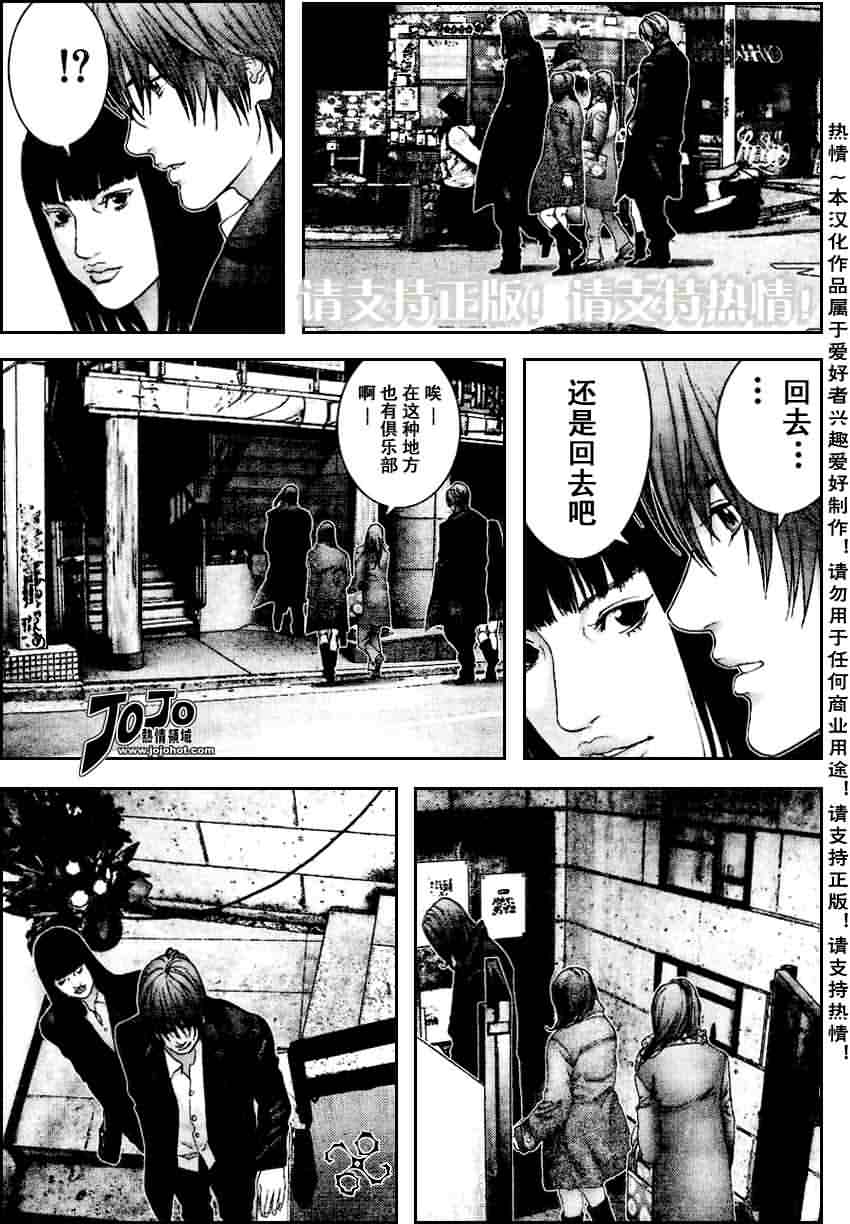 请支持正版！ 请支持热情！
!?
回去…
…
还是回去吧
唉—
在这种地方
也有俱乐部
啊—
JOJO
熱情領域
www.jojohot.com
热情～本汉化作品属于爱好者兴趣爱好制作！请勿用于任何商业用途！请支持正版！请支持热情！